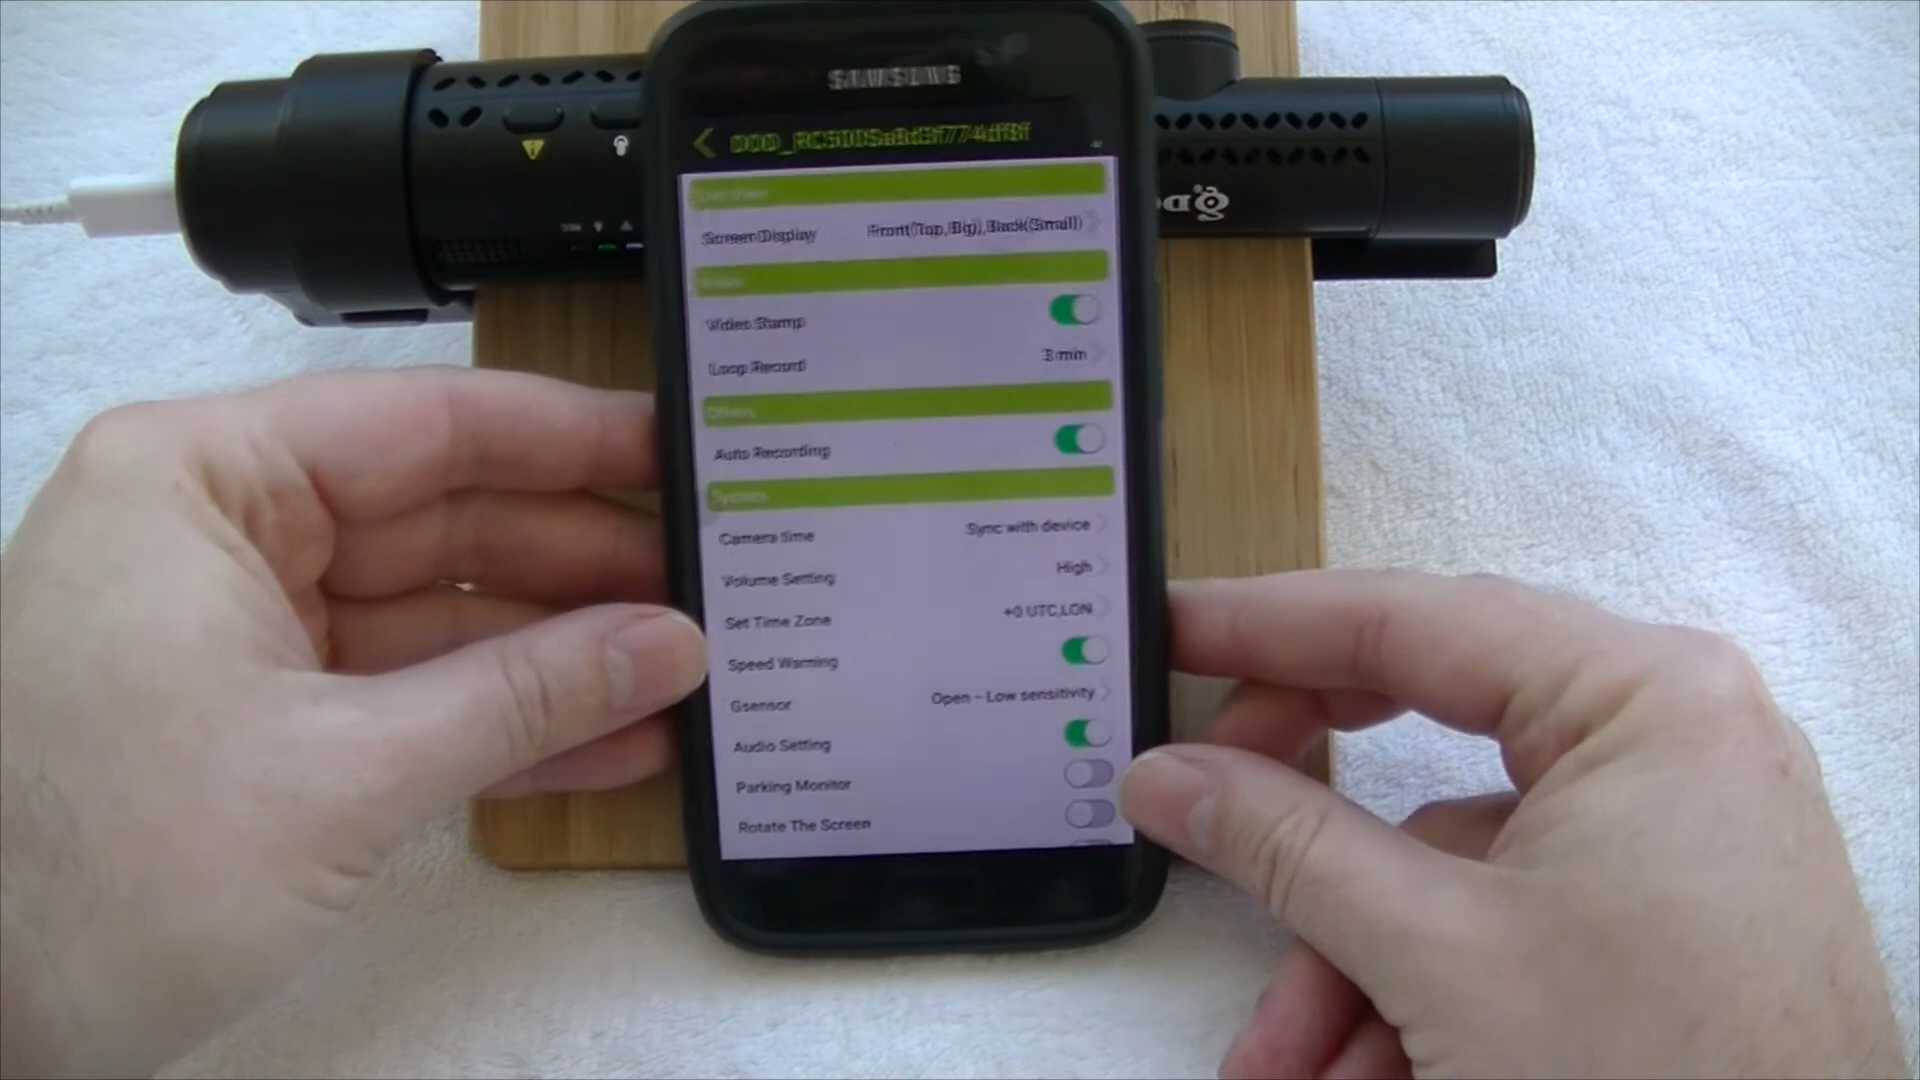 SAMSUNG
Screen Display Front(Top,Big),Back(Small)
Video Stamp
Loop Record 3 min
Others
Auto Recording
System
Camera time Sync with device
Volume Setting High
Set Time Zone +0 UTC,LON
Speed Warning
Gsensor Open - Low sensitivity
Audio Setting
Parking Monitor
Rotate The Screen